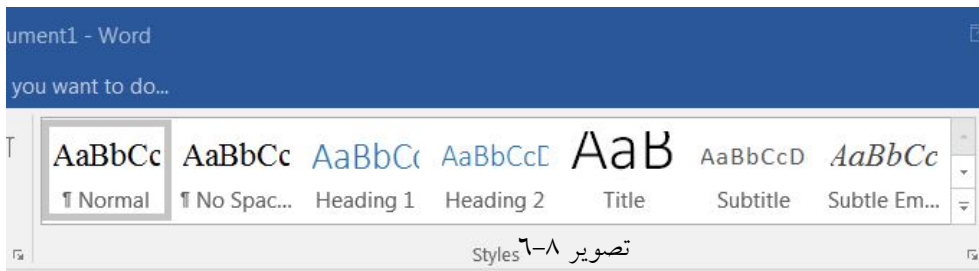 ument1 - Word
you want to do...
AaBbCc AaBbCc AaBbCc AaBbCcD AaB AaBbCcD AaBbCc
¶ Normal ¶ No Spac... Heading 1 Heading 2 Title Subtitle Subtle Em...
Styles تصویر ۸-۶